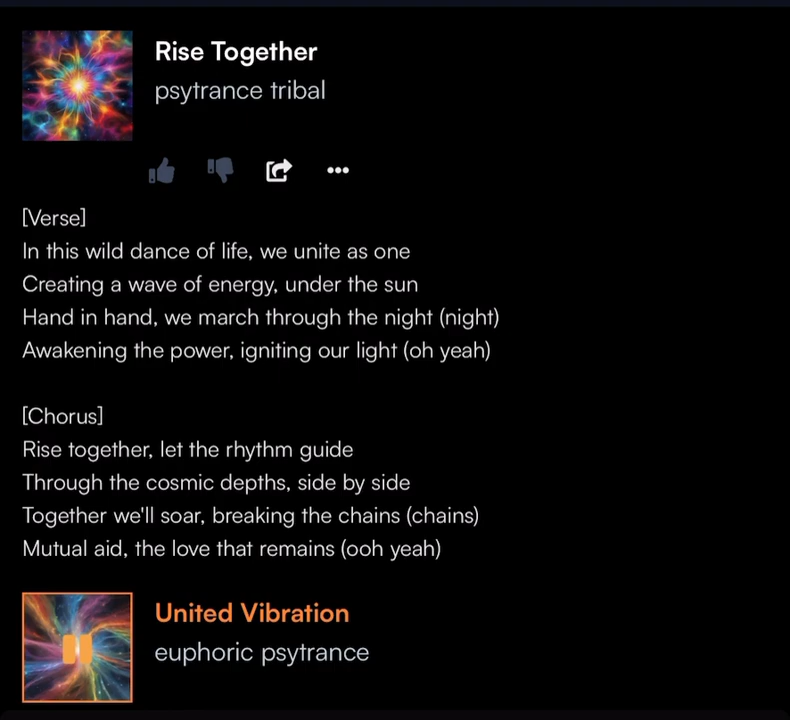 Rise Together
psytrance tribal
[Verse]
In this wild dance of life, we unite as one
Creating a wave of energy, under the sun
Hand in hand, we march through the night (night)
Awakening the power, igniting our light (oh yeah)
[Chorus]
Rise together, let the rhythm guide
Through the cosmic depths, side by side
Together we'll soar, breaking the chains (chains)
Mutual aid, the love that remains (ooh yeah)
United Vibration
euphoric psytrance